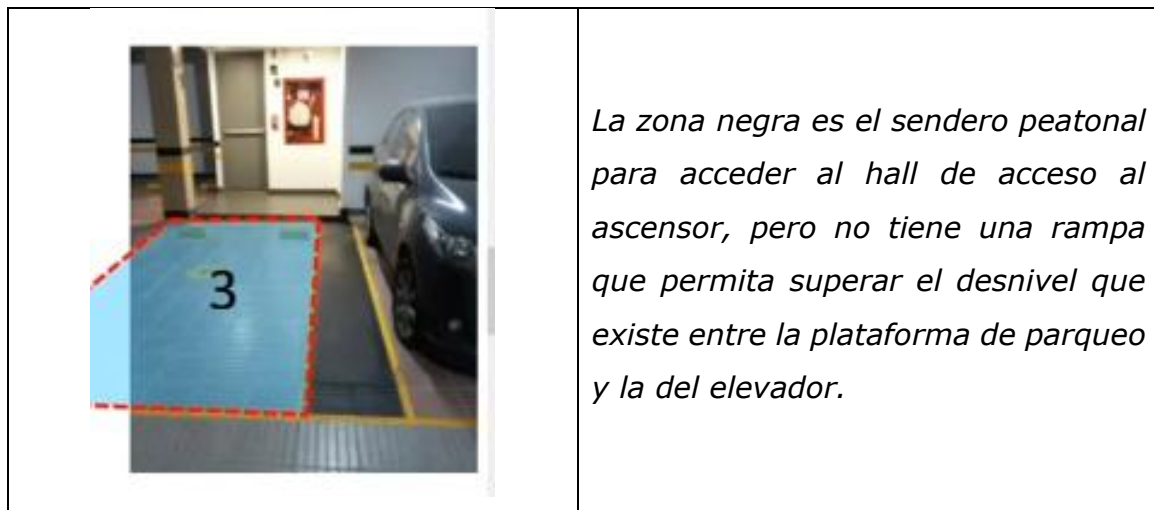 3
La zona negra es el sendero peatonal
para acceder al hall de acceso al
ascensor, pero no tiene una rampa
que permita superar el desnivel que
existe entre la plataforma de parqueo
y la del elevador.